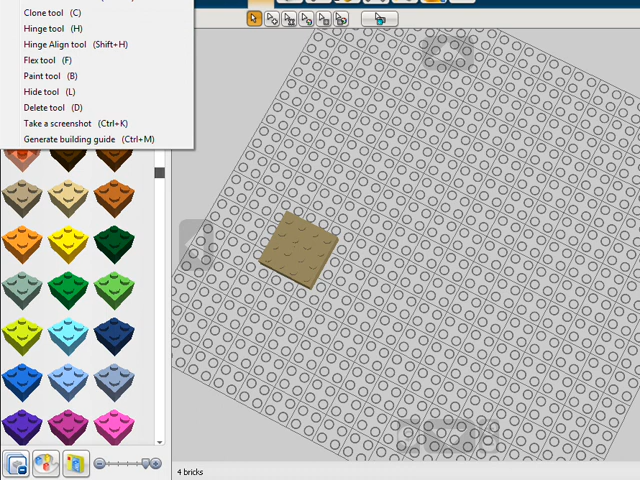 Clone tool (C)
Hinge tool (H)
Hinge Align tool (Shift+H)
Flex tool (F)
Paint tool (B)
Hide tool (L)
Delete tool (D)
Take a screenshot (Ctrl+K)
Generate building guide (Ctrl+M)
4 bricks